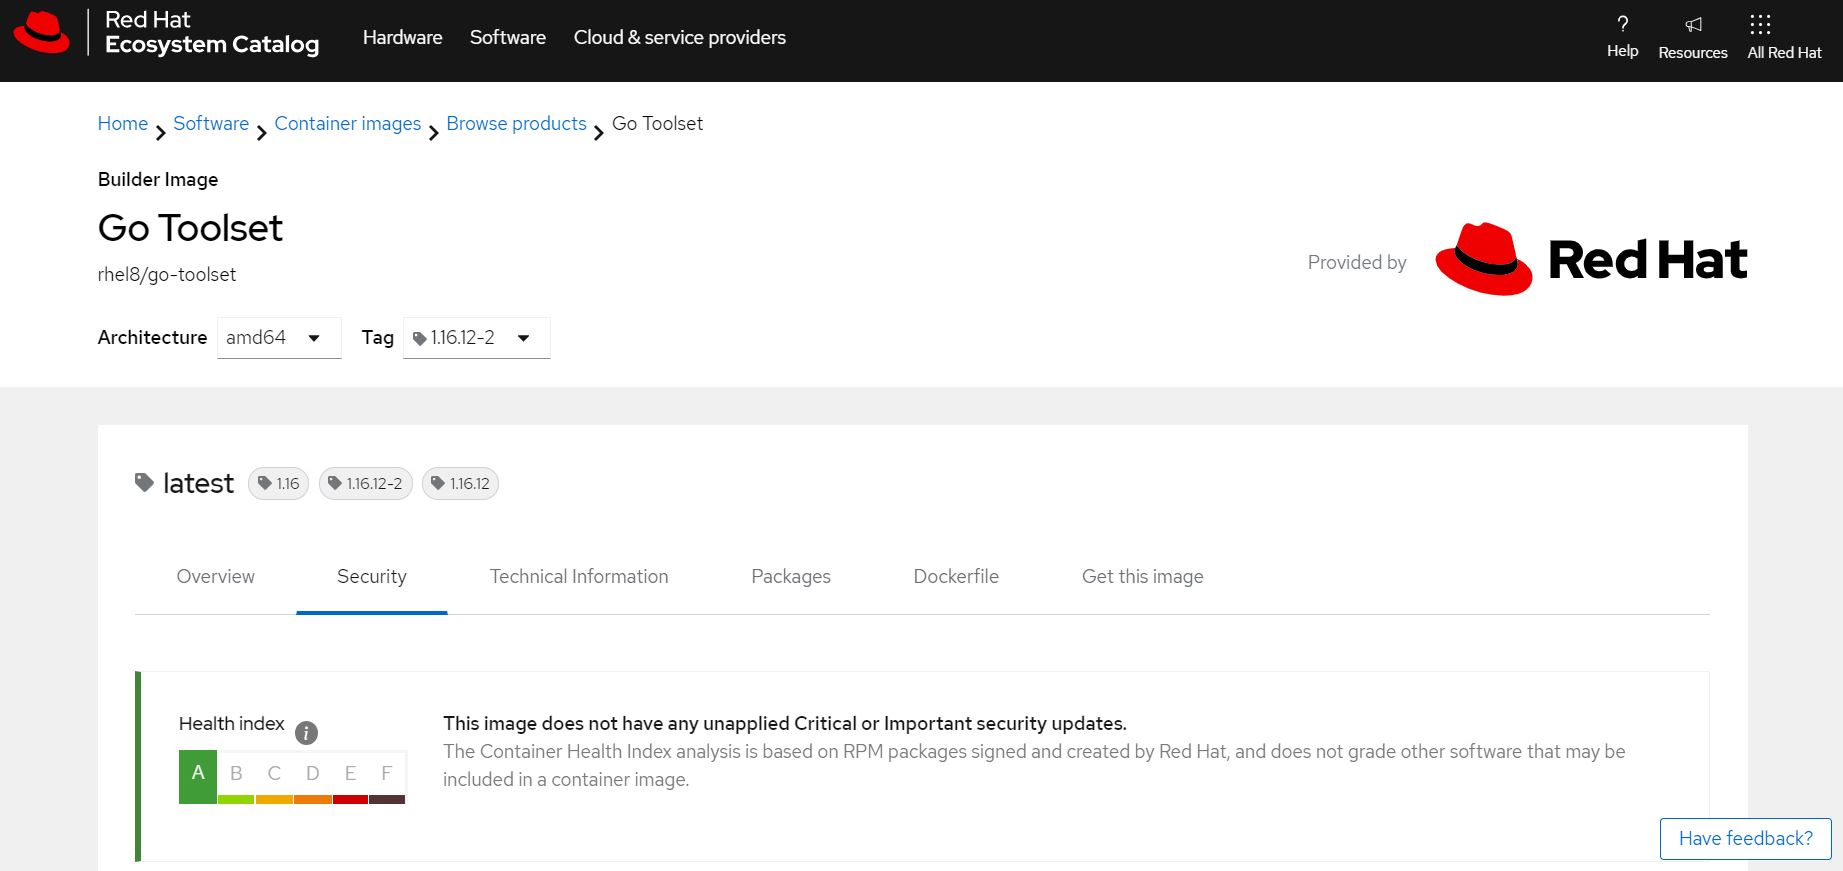 Red Hat
Ecosystem Catalog
Hardware
Software
Cloud & service providers
? Help
Resources
All Red Hat
Home
Software
Container images
Browse products
Go Toolset
Builder Image
Go Toolset
rhel8/go-toolset
Provided by
Red Hat
Architecture amd64 Tag 1.16.12-2
latest 1.16 1.16.12-2 1.16.12
Overview
Security
Technical Information
Packages
Dockerfile
Get this image
Health index i
A B C D E F
This image does not have any unapplied Critical or Important security updates.
The Container Health Index analysis is based on RPM packages signed and created by Red Hat, and does not grade other software that may be
included in a container image.
Have feedback?